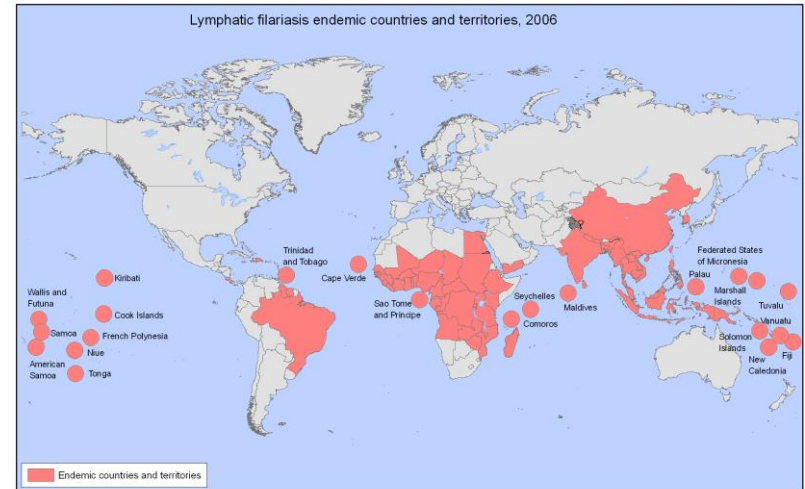 Lymphatic filariasis endemic countries and territories, 2006
Trinidad
and Tobago
Cape Verde
Federated States
of Micronesia
Palau
Kiribati
Wallis and
Futuna
Sao Tome
and Principe
Seychelles
Comoros
Maldives
Marshall
Islands
Tuvalu
Cook Islands
Samoa
French Polynesia
Niue
American
Samoa
Tonga
Vanuatu
Solomon
Islands
New
Caledonia
Fiji
Endemic countries and territories